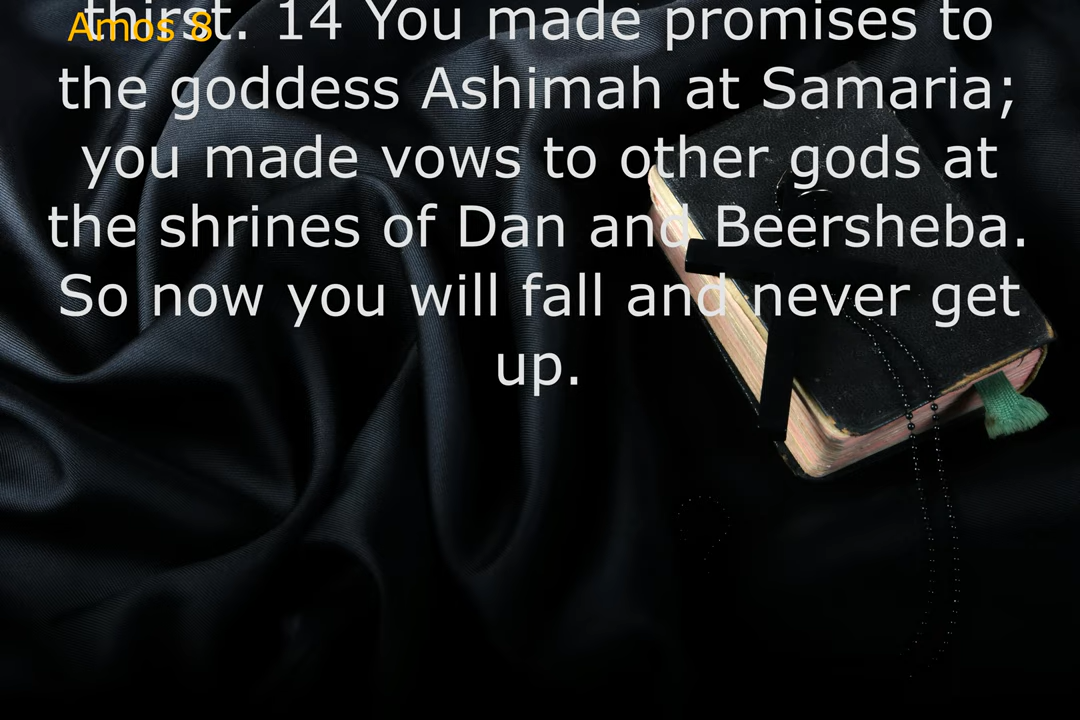 Amos 8
thirst. 14 You made promises to
the goddess Ashimah at Samaria;
you made vows to other gods at
the shrines of Dan and Beersheba.
So now you will fall and never get
up.